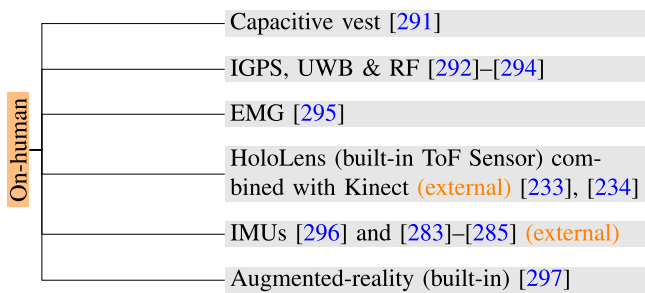 On-human
Capacitive vest [291]
IGPS, UWB & RF [292]–[294]
EMG [295]
HoloLens (built-in ToF Sensor) com-
bined with Kinect (external) [233], [234]
IMUs [296] and [283]–[285] (external)
Augmented-reality (built-in) [297]